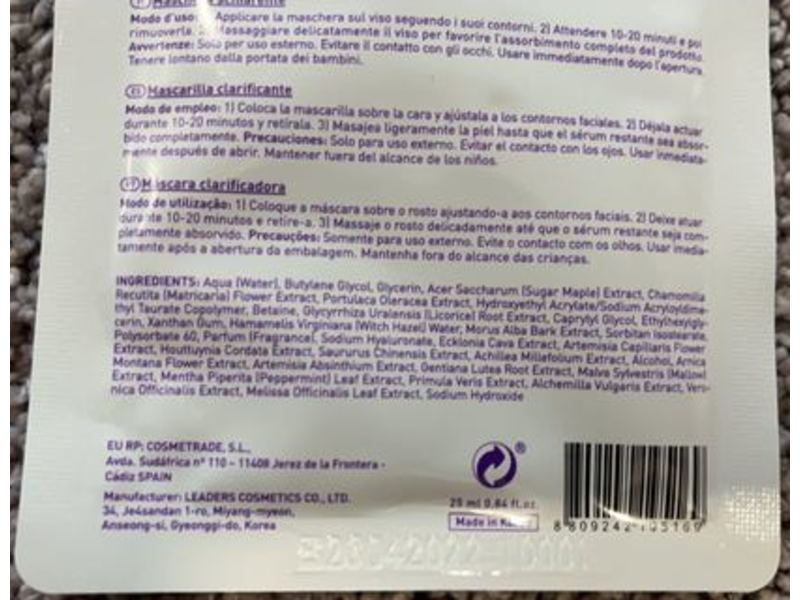 IT Maschera schiarente
Modo d'uso: Applicare la maschera sul viso seguendo i suoi contorni. 2) Attendere 10-20 minuti e poi
rimuoverla. Massaggiare delicatamente il viso per favorire l'assorbimento completo del prodotto.
Avvertenze: Solo per uso esterno. Evitare il contatto con gli occhi. Usare immediatamente dopo l'apertura.
Tenere lontano dalla portata dei bambini.
ES Mascarilla clarificante
Modo de empleo: 1) Coloca la mascarilla sobre la cara y ajústala a los contornos faciales. 2) Déjala actuar
durante 10-20 minutos y retírala. 3) Masajea ligeramente la piel hasta que el sérum restante sea absor-
bido completamente. Precauciones: Solo para uso externo. Evitar el contacto con los ojos. Usar inmediata-
mente después de abrir. Mantener fuera del alcance de los niños.
PT Máscara clarificadora
Modo de utilização: 1) Coloque a máscara sobre o rosto ajustando-a aos contornos faciais. 2) Deixe atuar
durante 10-20 minutos e retire-a. 3) Massaje o rosto delicadamente até que o sérum restante seja com-
pletamente absorvido. Precauções: Somente para uso externo. Evite o contacto com os olhos. Usar imedia-
tamente após a abertura da embalagem. Mantenha fora do alcance das crianças.
INGREDIENTS: Aqua (Water), Butylene Glycol, Glycerin, Acer Saccharum (Sugar Maple) Extract, Chamomilla
Recutita (Matricaria) Flower Extract, Portulaca Oleracea Extract, Hydroxyethyl Acrylate/Sodium Acryloyldime-
thyl Taurate Copolymer, Betaine, Glycyrrhiza Uralensis (Licorice) Root Extract, Caprylyl Glycol, Ethylhexylgly-
cerin, Xanthan Gum, Hamamelis Virginiana (Witch Hazel) Water, Morus Alba Bark Extract, Sorbitan Isostearate,
Polysorbate 60, Parfum (Fragrance), Sodium Hyaluronate, Ecklonia Cava Extract, Artemisia Capillaris Flower
Extract, Houttuynia Cordata Extract, Saururus Chinensis Extract, Achillea Millefolium Extract, Alcohol, Arnica
Montana Flower Extract, Artemisia Absinthium Extract, Gentiana Lutea Root Extract, Malva Sylvestris (Mallow)
Extract, Mentha Piperita (Peppermint) Leaf Extract, Primula Veris Extract, Alchemilla Vulgaris Extract, Vero-
nica Officinalis Extract, Melissa Officinalis Leaf Extract, Sodium Hydroxide
EU RP: COSMETRADE, S.L.,
Avda. Sudáfrica nº 110 - 11408 Jerez de la Frontera -
Cádiz SPAIN
Manufacturer: LEADERS COSMETICS CO., LTD.
34, Je4sandan 1-ro, Miyang-myeon,
Anseong-si, Gyeonggi-do, Korea
®
25 ml 0.84 fl.oz.
Made in Korea
8 809242